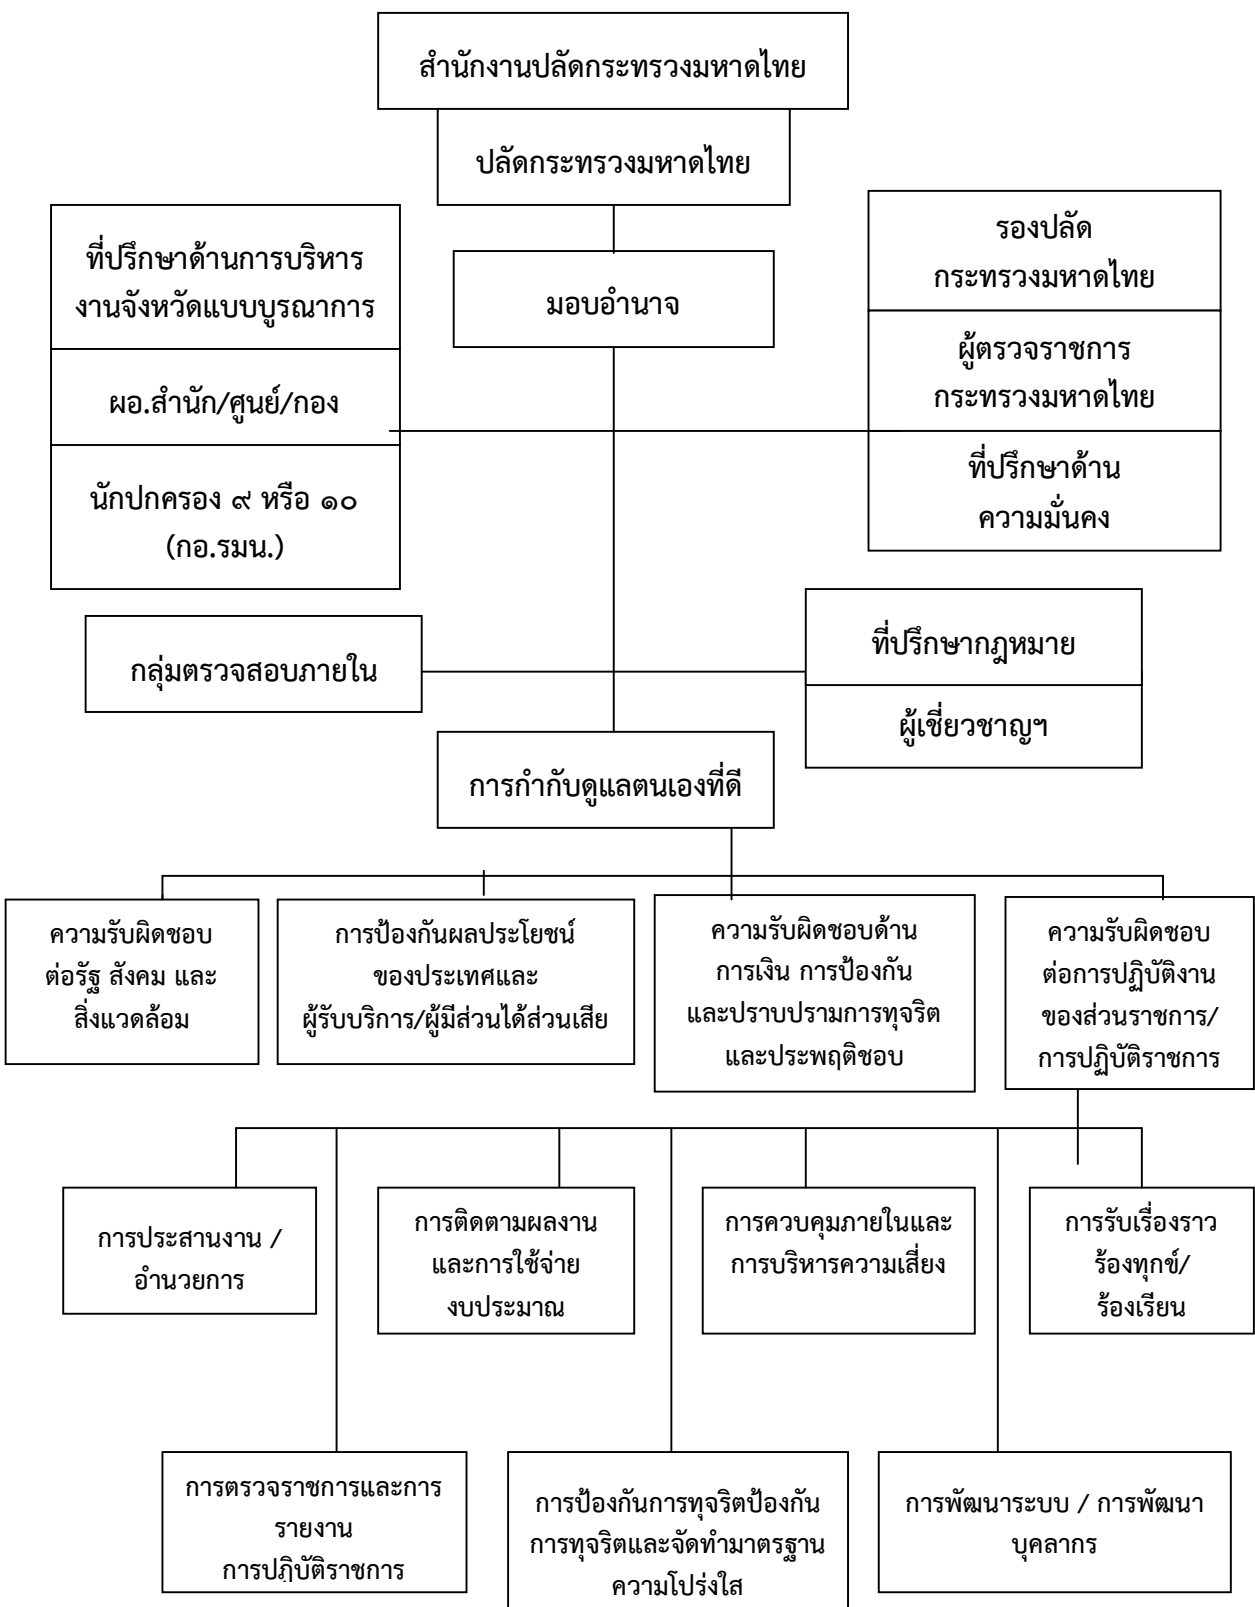 สำนักงานปลัดกระทรวงมหาดไทย
ปลัดกระทรวงมหาดไทย
ที่ปรึกษาด้านการบริหาร
งานจังหวัดแบบบูรณาการ
ผอ.สำนัก/ศูนย์/กอง
นักปกครอง ๙ หรือ ๑๐
(กอ.รมน.)
มอบอำนาจ
รองปลัด
กระทรวงมหาดไทย
ผู้ตรวจราชการ
กระทรวงมหาดไทย
ที่ปรึกษาด้าน
ความมั่นคง
กลุ่มตรวจสอบภายใน
ที่ปรึกษากฎหมาย
ผู้เชี่ยวชาญฯ
การกำกับดูแลตนเองที่ดี
ความรับผิดชอบ
ต่อรัฐ สังคม และ
สิ่งแวดล้อม
การป้องกันผลประโยชน์
ของประเทศและ
ผู้รับบริการ/ผู้มีส่วนได้ส่วนเสีย
ความรับผิดชอบด้าน
การเงิน การป้องกัน
และปราบปรามการทุจริต
และประพฤติชอบ
ความรับผิดชอบ
ต่อการปฏิบัติงาน
ของส่วนราชการ/
การปฏิบัติราชการ
การประสานงาน /
อำนวยการ
การติดตามผลงาน
และการใช้จ่าย
งบประมาณ
การควบคุมภายในและ
การบริหารความเสี่ยง
การรับเรื่องราว
ร้องทุกข์/
ร้องเรียน
การตรวจราชการและการ
รายงาน
การปฏิบัติราชการ
การป้องกันการทุจริตป้องกัน
การทุจริตและจัดทำมาตรฐาน
ความโปร่งใส
การพัฒนาระบบ / การพัฒนา
บุคลากร